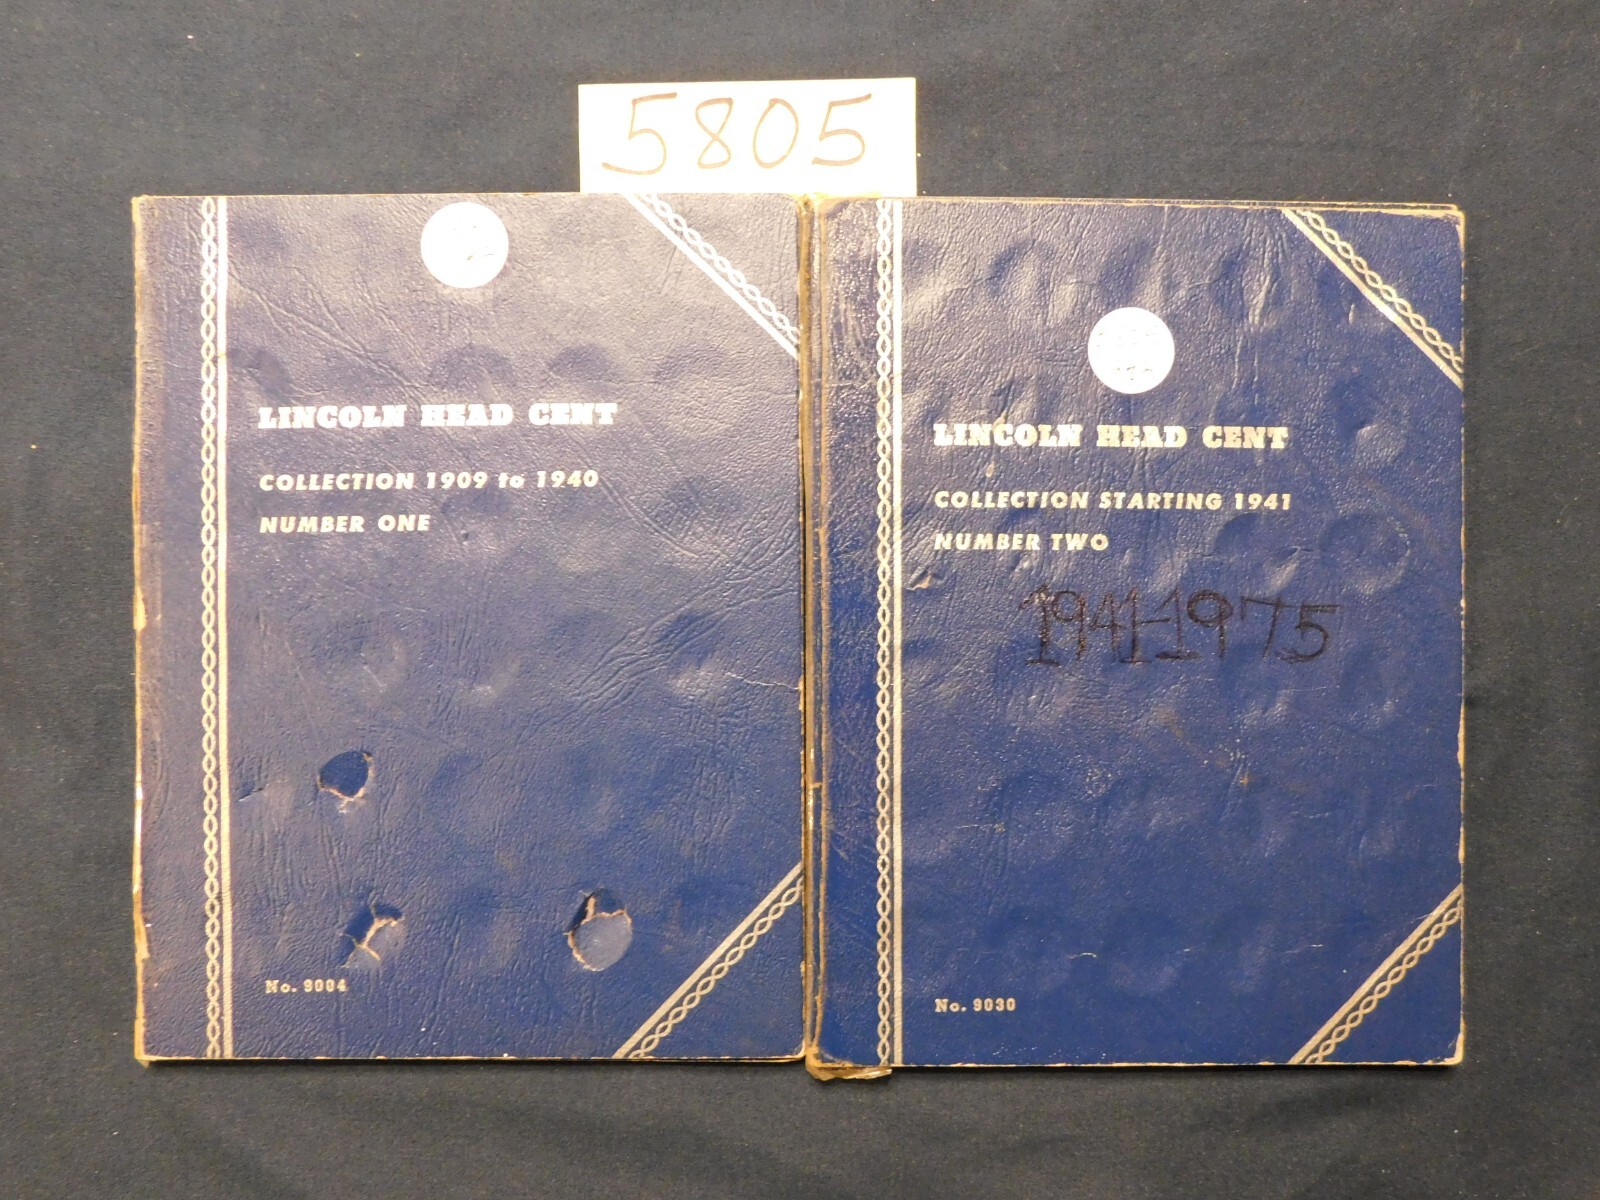 5805
LINCOLN HEAD CENT
COLLECTION 1909 to 1940
NUMBER ONE
No. 9004
LINCOLN HEAD CENT
COLLECTION STARTING 1941
NUMBER TWO
1941-1975
No. 9030